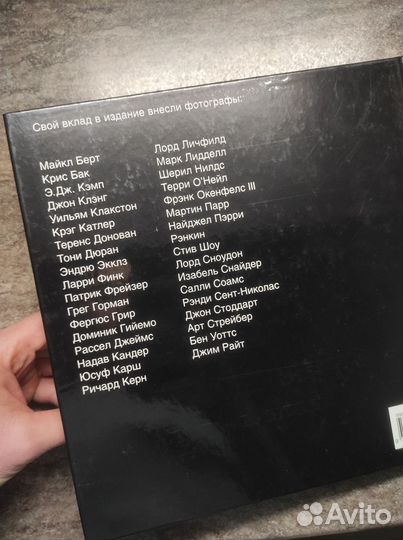 Свой вклад в издание внесли фотографы:
Майкл Берт
Крис Бак
Э.Дж. Кэмп
Джон Клэнг
Уильям Клакстон
Крэг Катлер
Теренс Донован
Тони Дюран
Эндрю Экклз
Ларри Финк
Патрик Фрейзер
Грег Горман
Фергюс Грир
Доминик Гийемо
Рассел Джеймс
Надав Кандер
Юсуф Карш
Ричард Керн
Лорд Личфилд
Марк Лидделл
Шерил Нилдс
Терри О'Нейл
Фрэнк Окенфелс III
Мартин Парр
Найджел Пэрри
Рэнкин
Стив Шоу
Лорд Сноудон
Изабель Снайдер
Салли Соамс
Рэнди Сент-Николас
Джон Стоддарт
Арт Стрейбер
Бен Уоттс
Джим Райт
Avito